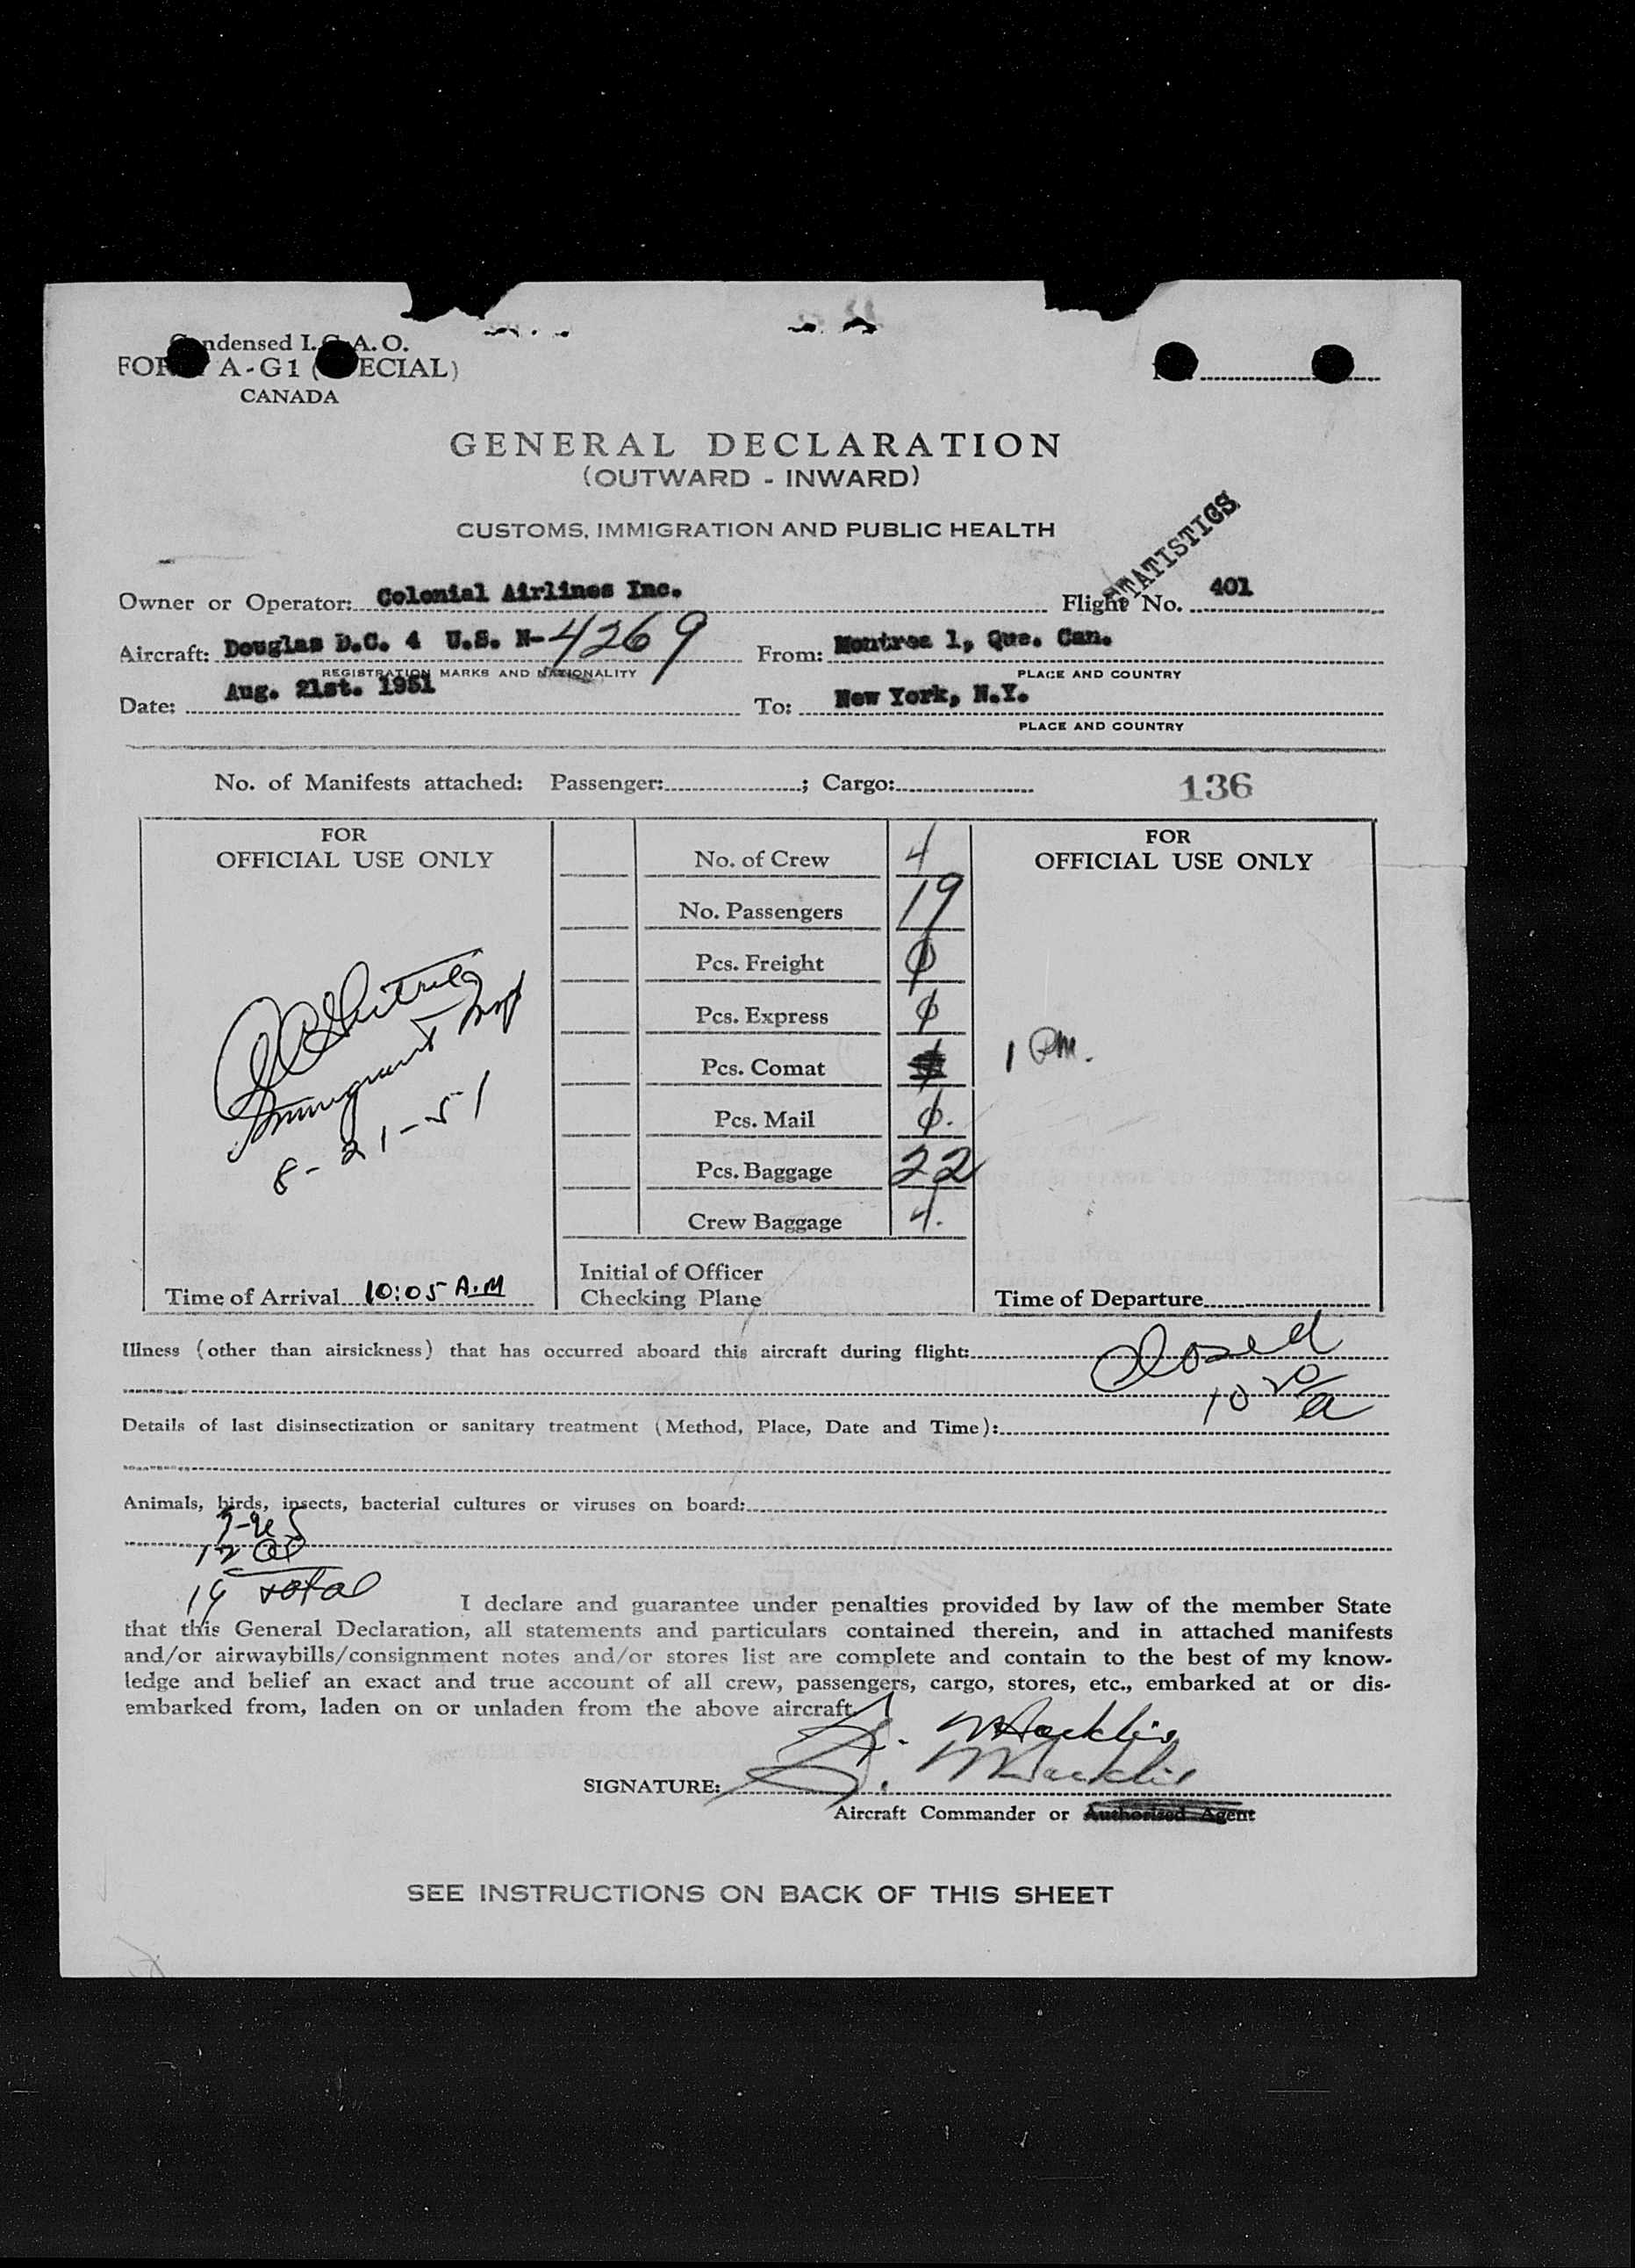 Condensed I.C.A.O.
FORM A-G1 (SPECIAL)
CANADA
GENERAL DECLARATION
(OUTWARD - INWARD)
CUSTOMS, IMMIGRATION AND PUBLIC HEALTH
STATISTICS
Owner or Operator: Colonial Airlines Inc. Flight No. 401
Aircraft: Douglas D.C. 4 U.S. N-4269 From: Montrea l, Que. Can.
REGISTRATION MARKS AND NATIONALITY PLACE AND COUNTRY
Date: Aug. 21st. 1951 To: New York, N.Y.
PLACE AND COUNTRY
No. of Manifests attached: Passenger: ; Cargo: 136
FOR
OFFICIAL USE ONLY
Immigrant Insp
8-21-51
Time of Arrival 10:05 A.M
No. of Crew 4
No. Passengers 19
Pcs. Freight 0
Pcs. Express 0
Pcs. Comat
Pcs. Mail 0.
Pcs. Baggage 22
Crew Baggage 4.
Initial of Officer
Checking Plane
FOR
OFFICIAL USE ONLY
1 PM.
Time of Departure
Illness (other than airsickness) that has occurred aboard this aircraft during flight:
Closed
10 20/a
Details of last disinsectization or sanitary treatment (Method, Place, Date and Time):
Animals, birds, insects, bacterial cultures or viruses on board:
12
19 total
I declare and guarantee under penalties provided by law of the member State
that this General Declaration, all statements and particulars contained therein, and in attached manifests
and/or airwaybills/consignment notes and/or stores list are complete and contain to the best of my know-
ledge and belief an exact and true account of all crew, passengers, cargo, stores, etc., embarked at or dis-
embarked from, laden on or unladen from the above aircraft.
SIGNATURE:
Aircraft Commander or Authorised Agent
SEE INSTRUCTIONS ON BACK OF THIS SHEET